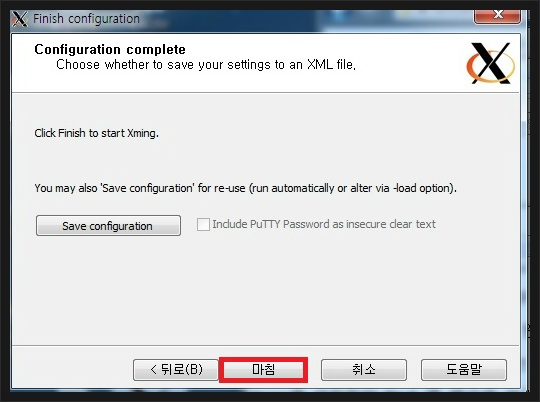 Finish configuration
Configuration complete
Choose whether to save your settings to an XML file.
Click Finish to start Xming.
You may also 'Save configuration' for re-use (run automatically or alter via -load option).
Save configuration
Include PuTTY Password as insecure clear text
< 뒤로(B)
마침
취소
도움말